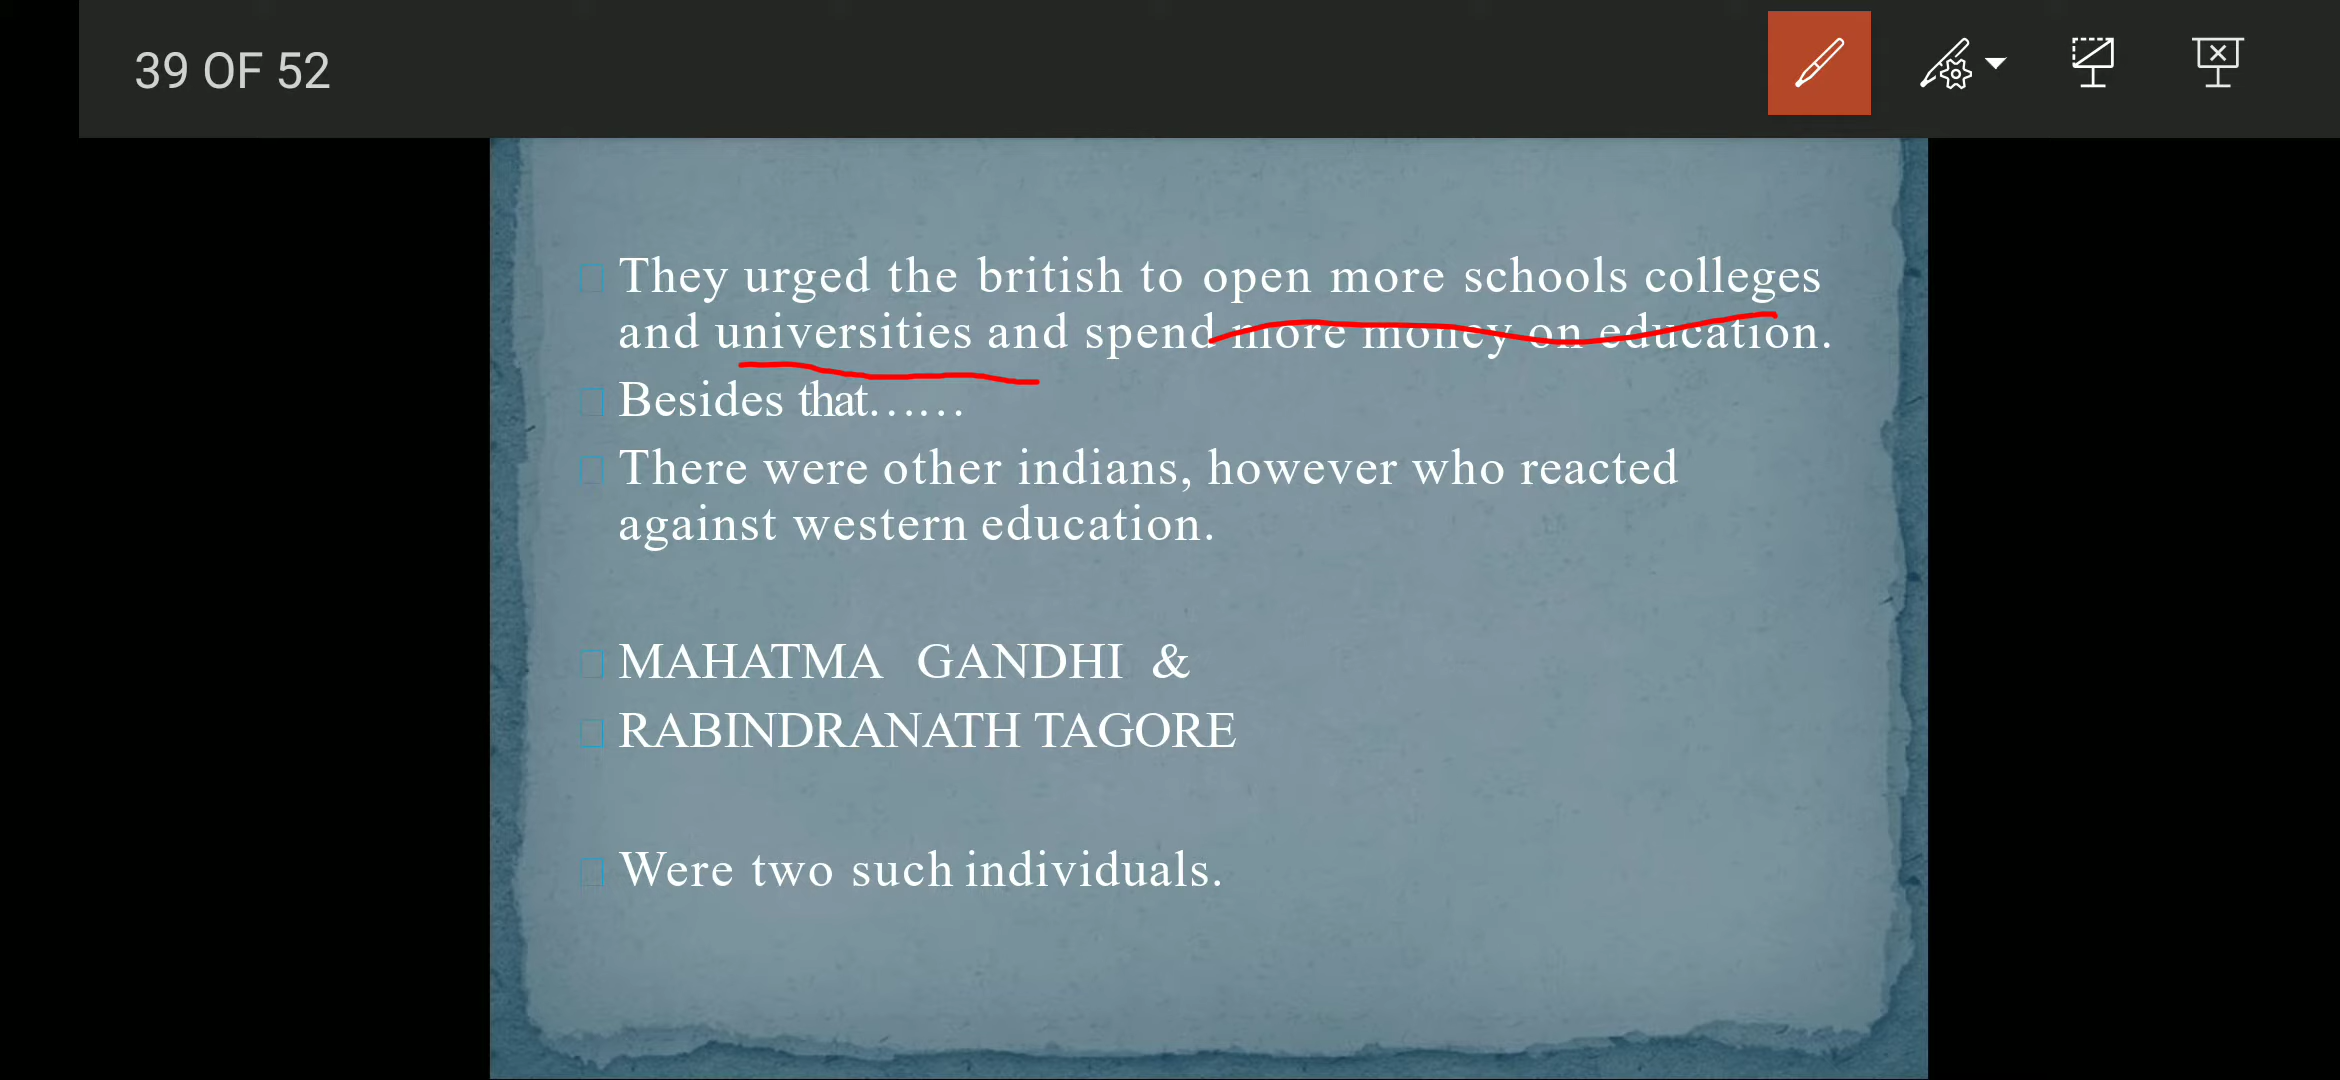 39 OF 52
They urged the british to open more schools colleges
and universities and spend more money on education.
Besides that......
There were other indians, however who reacted
against western education.
MAHATMA GANDHI &
RABINDRANATH TAGORE
Were two such individuals.